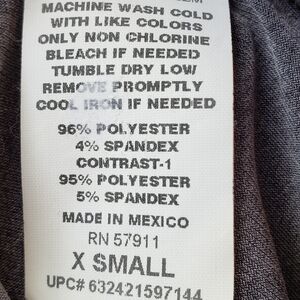 MACHINE WASH COLD
WITH LIKE COLORS
ONLY NON CHLORINE
BLEACH IF NEEDED
TUMBLE DRY LOW
REMOVE PROMPTLY
COOL IRON IF NEEDED
96% POLYESTER
4% SPANDEX
CONTRAST-1
95% POLYESTER
5% SPANDEX
MADE IN MEXICO
RN 57911
X SMALL
UPC# 632421597144